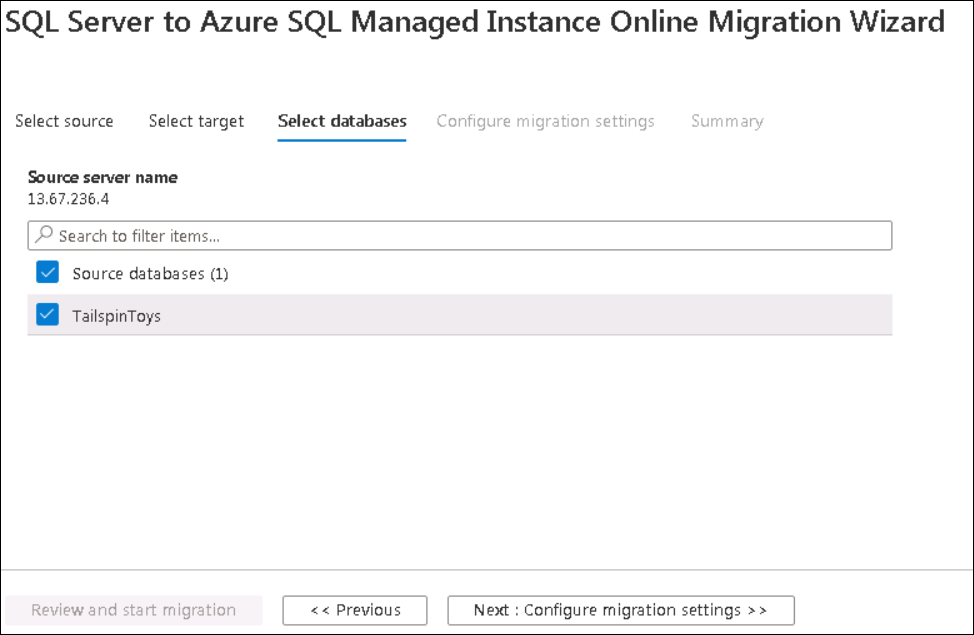 SQL Server to Azure SQL Managed Instance Online Migration Wizard
Select source Select target Select databases Configure migration settings Summary
Source server name
13.67.236.4
Search to filter items...
Source databases (1)
TailspinToys
Review and start migration << Previous Next : Configure migration settings >>